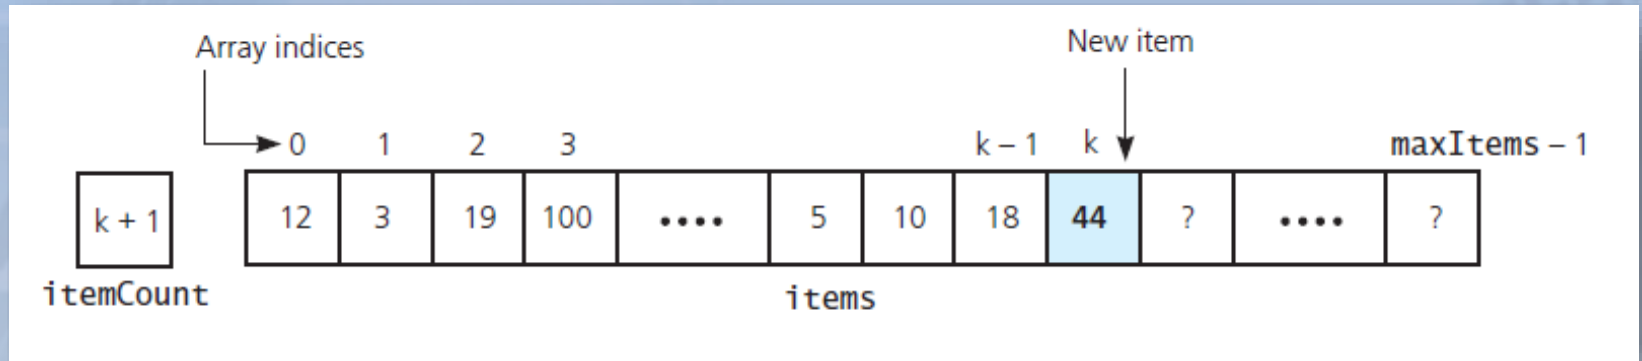 Array indices
New item
0 1 2 3 k – 1 k maxItems – 1
k + 1 12 3 19 100 •••• 5 10 18 44 ? •••• ?
itemCount
items